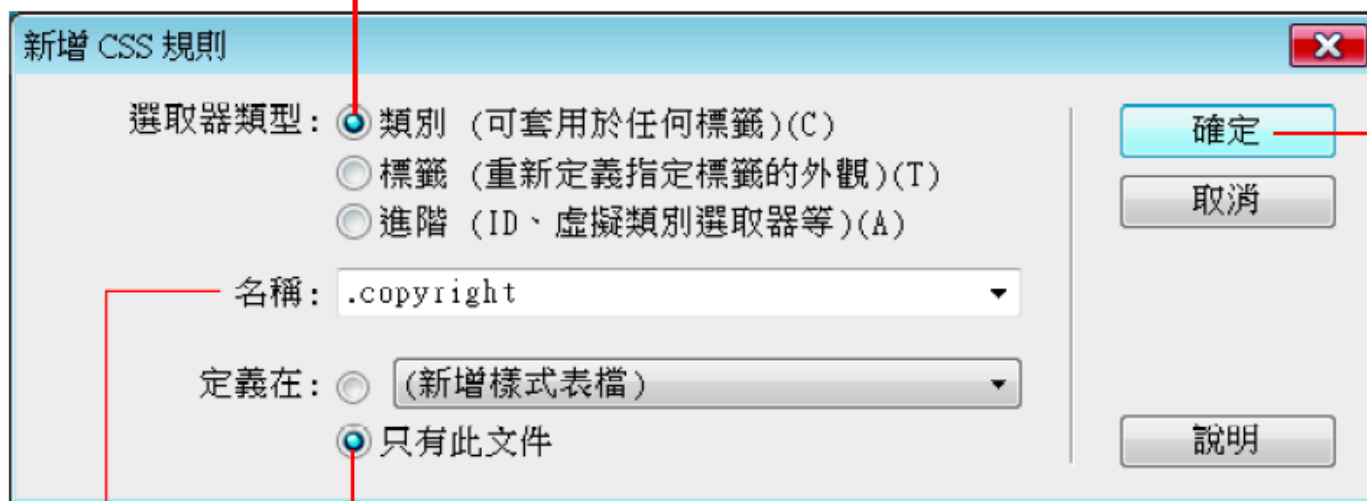 新增 CSS 規則
選取器類型: 類別 (可套用於任何標籤)(C)
標籤 (重新定義指定標籤的外觀)(T)
進階 (ID、虛擬類別選取器等)(A)
名稱: .copyright
定義在: (新增樣式表檔)
只有此文件
確定
取消
說明